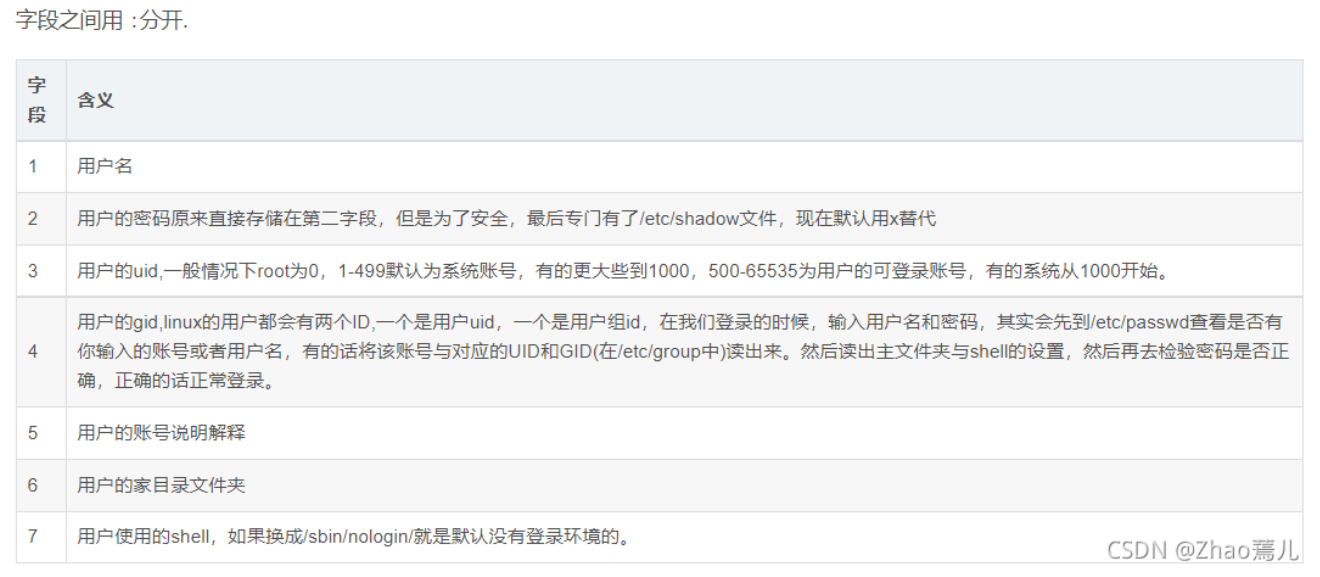 字段之间用 :分开.
字
段
含义
1
用户名
2
用户的密码原来直接存储在第二字段，但是为了安全，最后专门有了/etc/shadow文件，现在默认用x替代
3
用户的uid,一般情况下root为0，1-499默认为系统账号，有的更大些到1000，500-65535为用户的可登录账号，有的系统从1000开始。
4
用户的gid,linux的用户都会有两个ID,一个是用户uid，一个是用户组id，在我们登录的时候，输入用户名和密码，其实会先到/etc/passwd查看是否有
你输入的账号或者用户名，有的话将该账号与对应的UID和GID(在/etc/group中)读出来。然后读出主文件夹与shell的设置，然后再去检验密码是否正
确，正确的话正常登录。
5
用户的账号说明解释
6
用户的家目录文件夹
7
用户使用的shell，如果换成/sbin/nologin/就是默认没有登录环境的。
CSDN @Zhao蔫儿